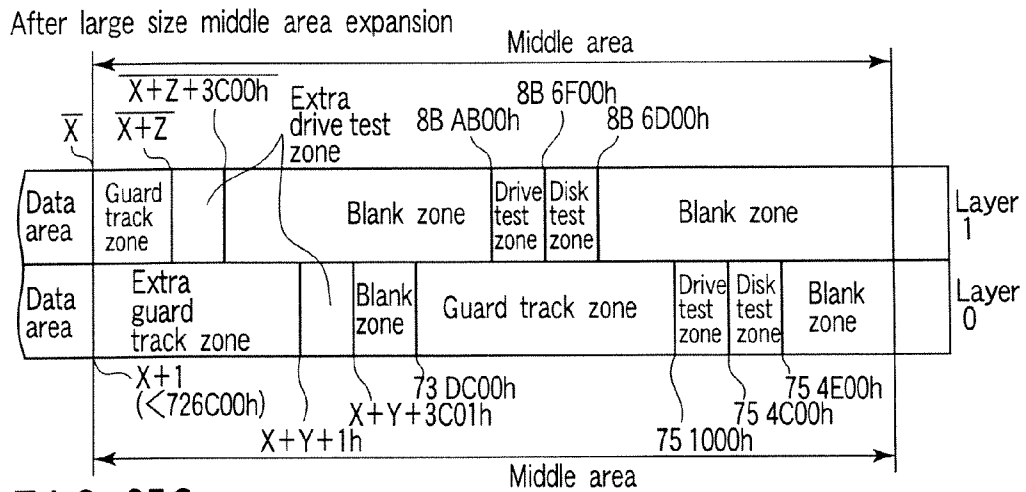 After large size middle area expansion
Middle area
X+Z+3C00h
Extra
drive test
zone
8B 6F00h
8B AB00h
8B 6D00h
X
X+Z
Data
area
Guard
track
zone
Blank zone
Drive
test
zone
Disk
test
zone
Blank zone
Layer
1
Data
area
Extra
guard
track zone
Blank
zone
Guard track zone
Drive
test
zone
Disk
test
zone
Blank
zone
Layer
0
X+1
(<726C00h)
X+Y+1h
X+Y+3C01h
73 DC00h
75 1000h
75 4C00h
75 4E00h
Middle area